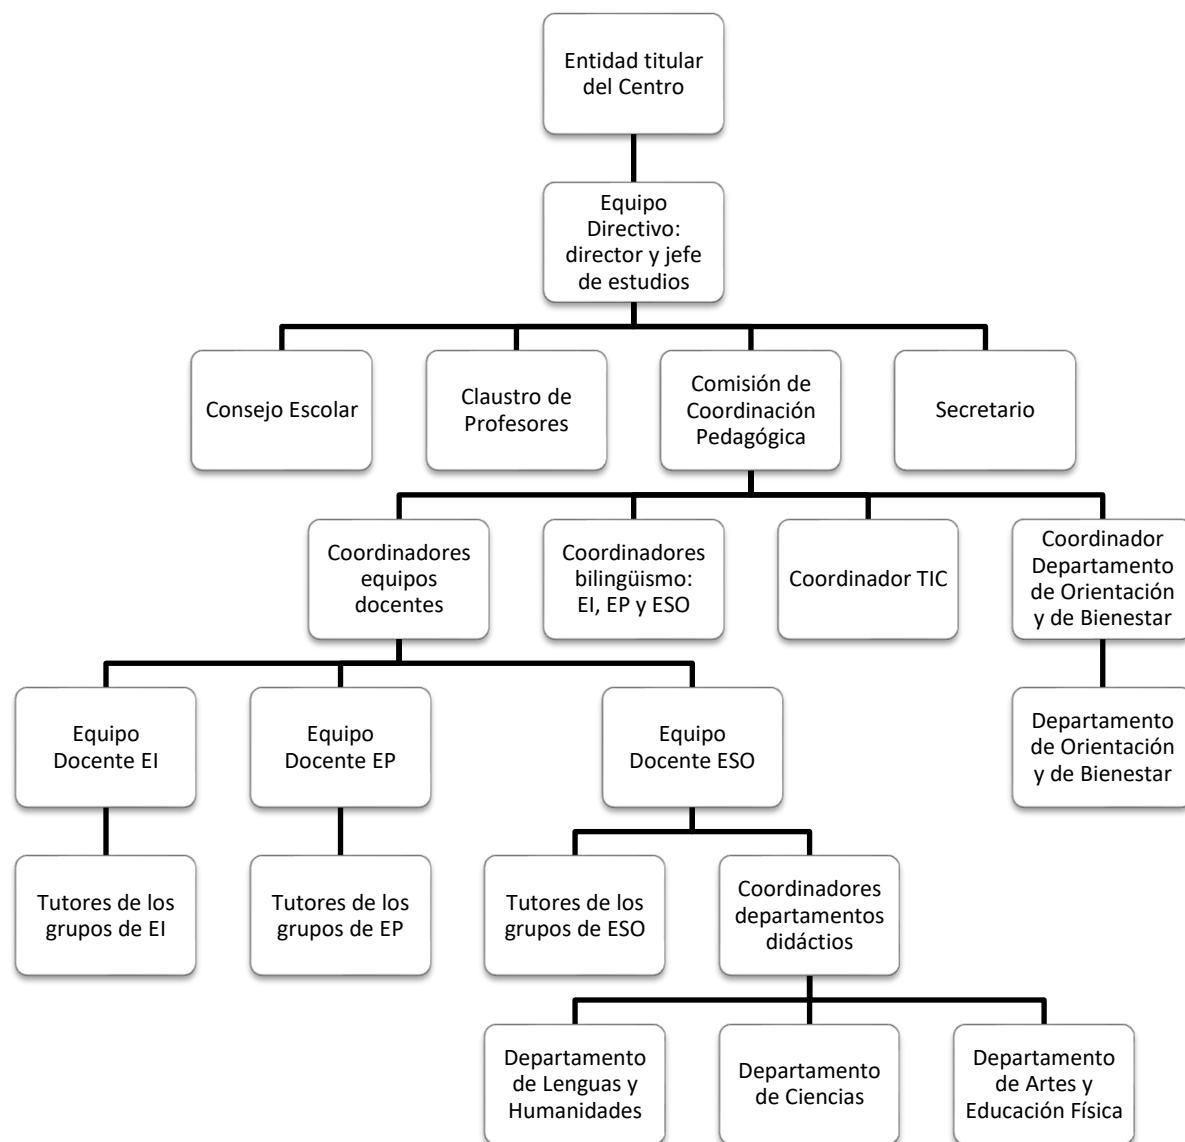 Entidad titular
del Centro
Equipo
Directivo:
director y jefe
de estudios
Consejo Escolar
Claustro de
Profesores
Comisión de
Coordinación
Pedagógica
Secretario
Coordinadores
equipos
docentes
Coordinadores
bilingüismo:
EI, EP y ESO
Coordinador TIC
Coordinador
Departamento
de Orientación
y de Bienestar
Equipo
Docente EI
Equipo
Docente EP
Equipo
Docente ESO
Departamento
de Orientación
y de Bienestar
Tutores de los
grupos de EI
Tutores de los
grupos de EP
Tutores de los
grupos de ESO
Coordinadores
departamentos
didáctios
Departamento
de Lenguas y
Humanidades
Departamento
de Ciencias
Departamento
de Artes y
Educación Física